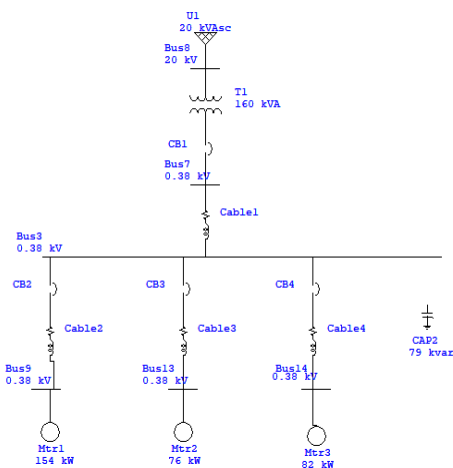 U1
20 kVAsc
Bus8
20 kV
T1
160 kVA
CB1
Bus7
0.38 kV
Cable1
Bus3
0.38 kV
CB2
CB3
CB4
Cable2
Cable3
Cable4
CAP2
79 kvar
Bus9
0.38 kV
Bus13
0.38 kV
Bus14
0.38 kV
Mtr1
154 kW
Mtr2
76 kW
Mtr3
82 kW